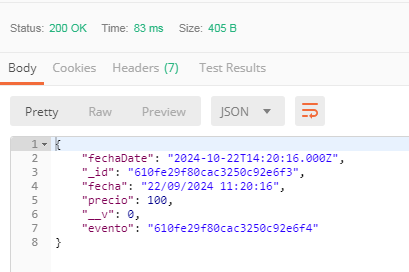 Status: 200 OK Time: 83 ms Size: 405 B
Body Cookies Headers (7) Test Results
Pretty Raw Preview JSON
1 {
2 "fechaDate": "2024-10-22T14:20:16.000Z",
3 "_id": "610fe29f80cac3250c92e6f3",
4 "fecha": "22/09/2024 11:20:16",
5 "precio": 100,
6 "__v": 0,
7 "evento": "610fe29f80cac3250c92e6f4"
8 }